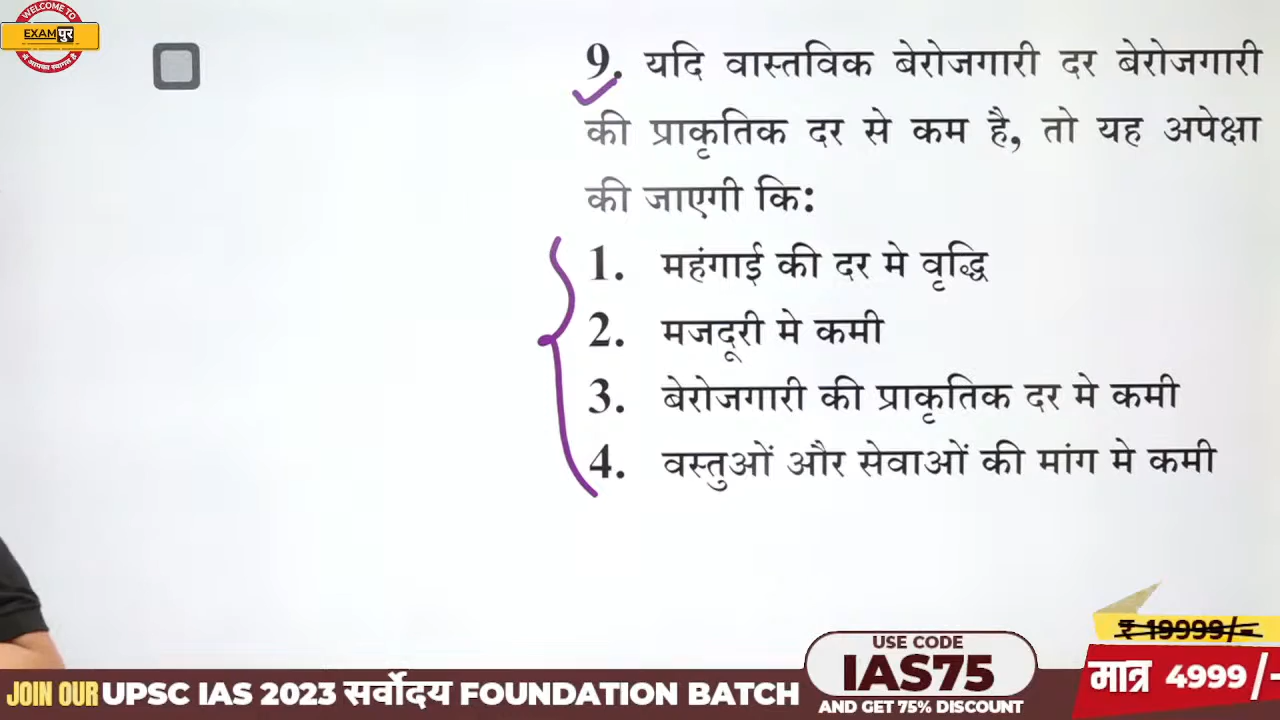 WELCOME TO
EXAMपुर
में आपका स्वागत है
9. यदि वास्तविक बेरोजगारी दर बेरोजगारी
की प्राकृतिक दर से कम है, तो यह अपेक्षा
की जाएगी कि:
1. महंगाई की दर मे वृद्धि
2. मजदूरी मे कमी
3. बेरोजगारी की प्राकृतिक दर मे कमी
4. वस्तुओं और सेवाओं की मांग मे कमी
₹ 19999/-
USE CODE
IAS75
AND GET 75% DISCOUNT
मात्र 4999/-
JOIN OUR UPSC IAS 2023 सर्वोदय FOUNDATION BATCH